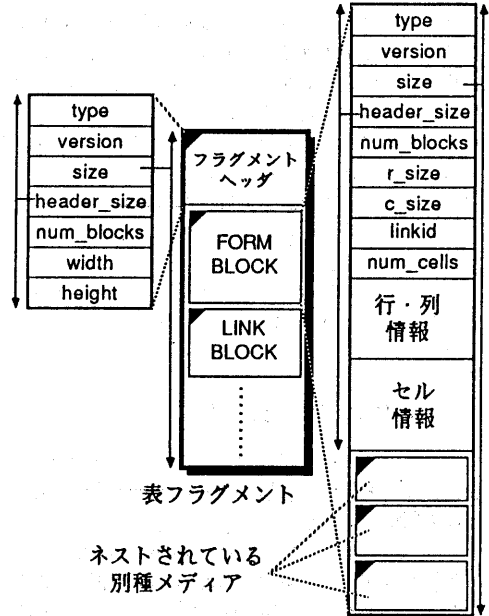 type
version
size
header_size
num_blocks
width
height
フラグメント
ヘッダ
FORM
BLOCK
LINK
BLOCK
表フラグメント
type
version
size
header_size
num_blocks
r_size
c_size
linkid
num_cells
行・列
情報
セル
情報
ネストされている
別種メディア